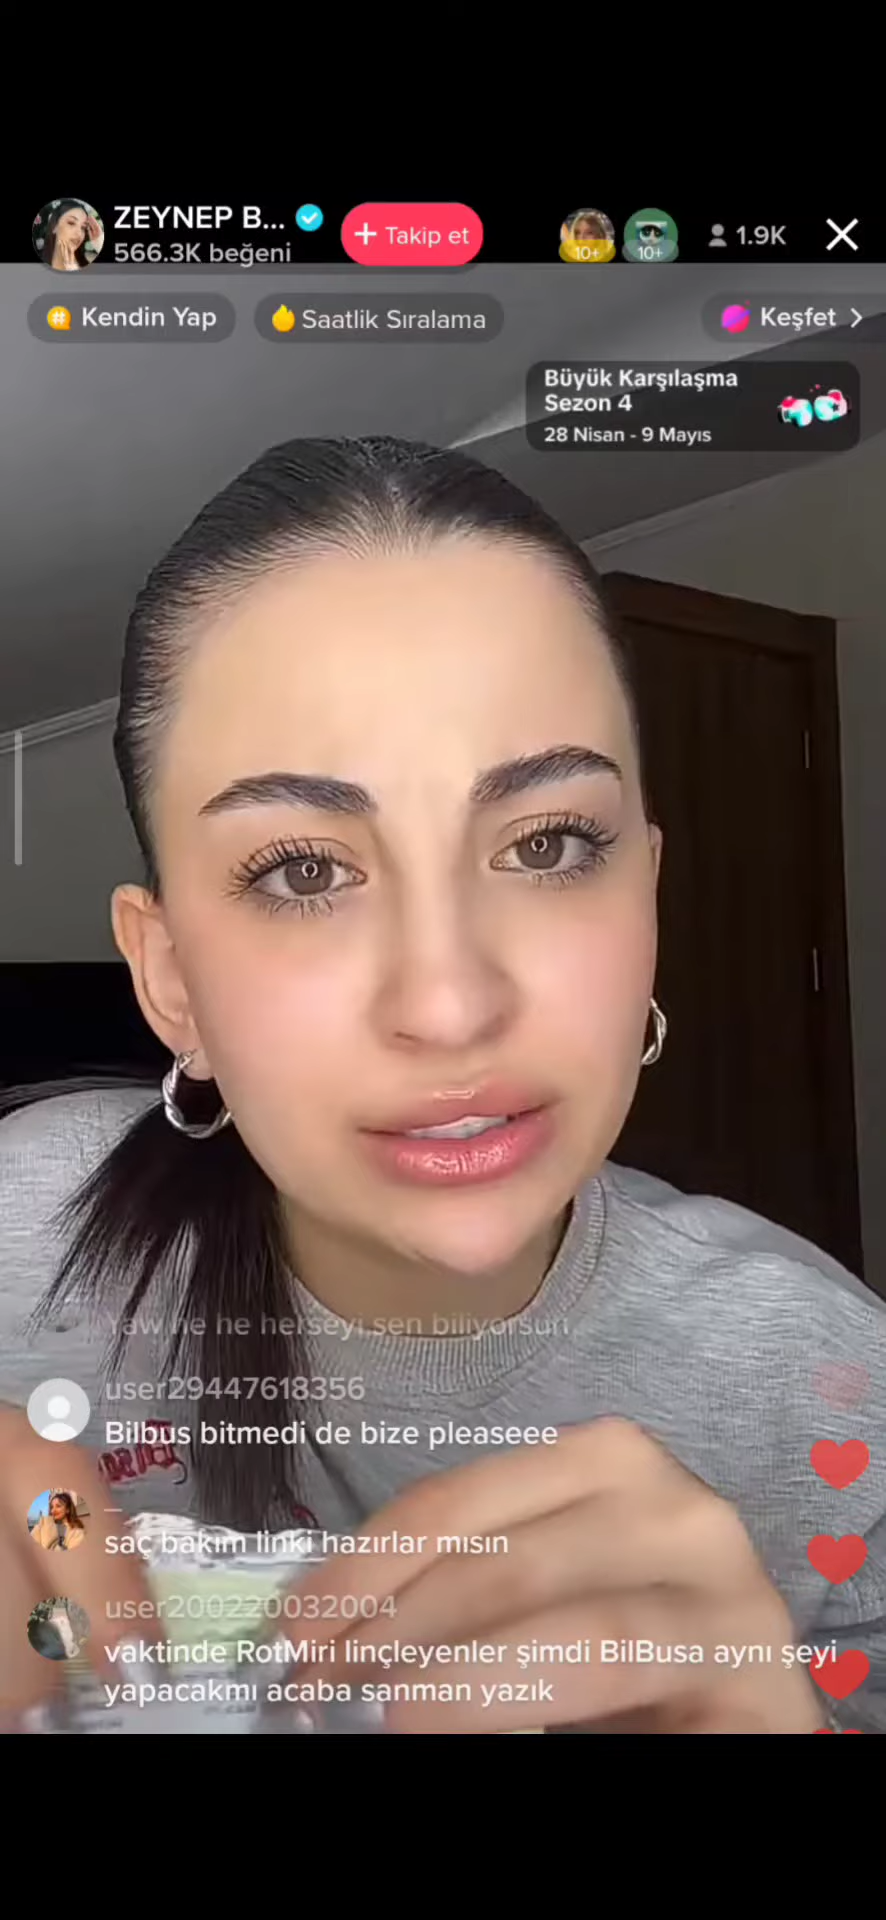 ZEYNEP B...
566.3K beğeni
+ Takip et
10+
10+
1.9K
Kendin Yap
Saatlik Sıralama
Keşfet
Büyük Karşılaşma
Sezon 4
28 Nisan - 9 Mayıs
Yaw he he herseyi sen biliyorsun
user29447618356
Bilbus bitmedi de bize pleaseee
saç bakım linki hazırlar mısın
user200220032004
vaktinde RotMiri linçleyenler şimdi BilBusa aynı şeyi
yapacakmı acaba sanman yazık